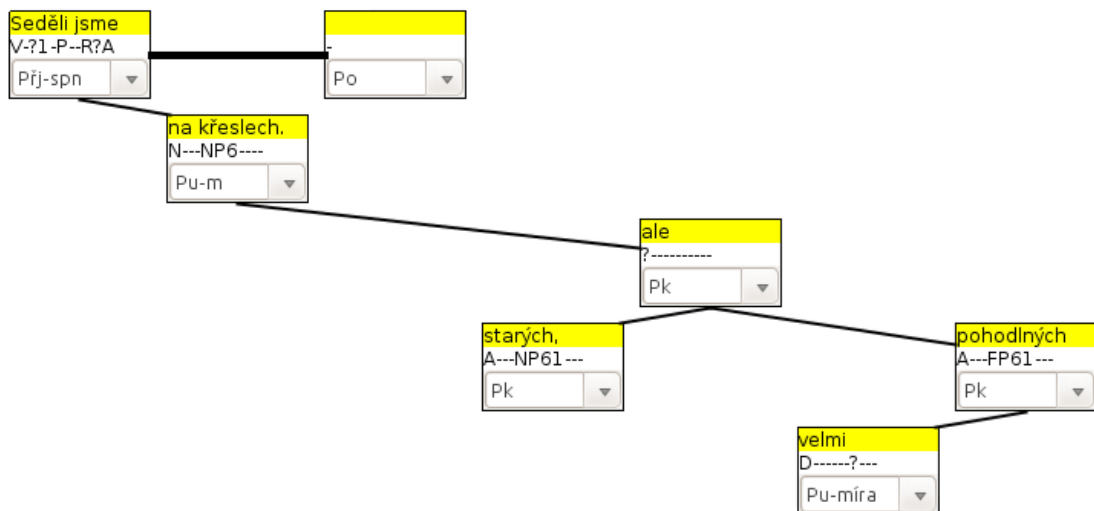 Seděli jsme
V-?1-P--R?A
Přj-spn
-
Po
na křeslech.
N---NP6----
Pu-m
ale
?----------
Pk
starých,
A---NP61---
Pk
pohodlných
A---FP61---
Pk
velmi
D------?---
Pu-míra